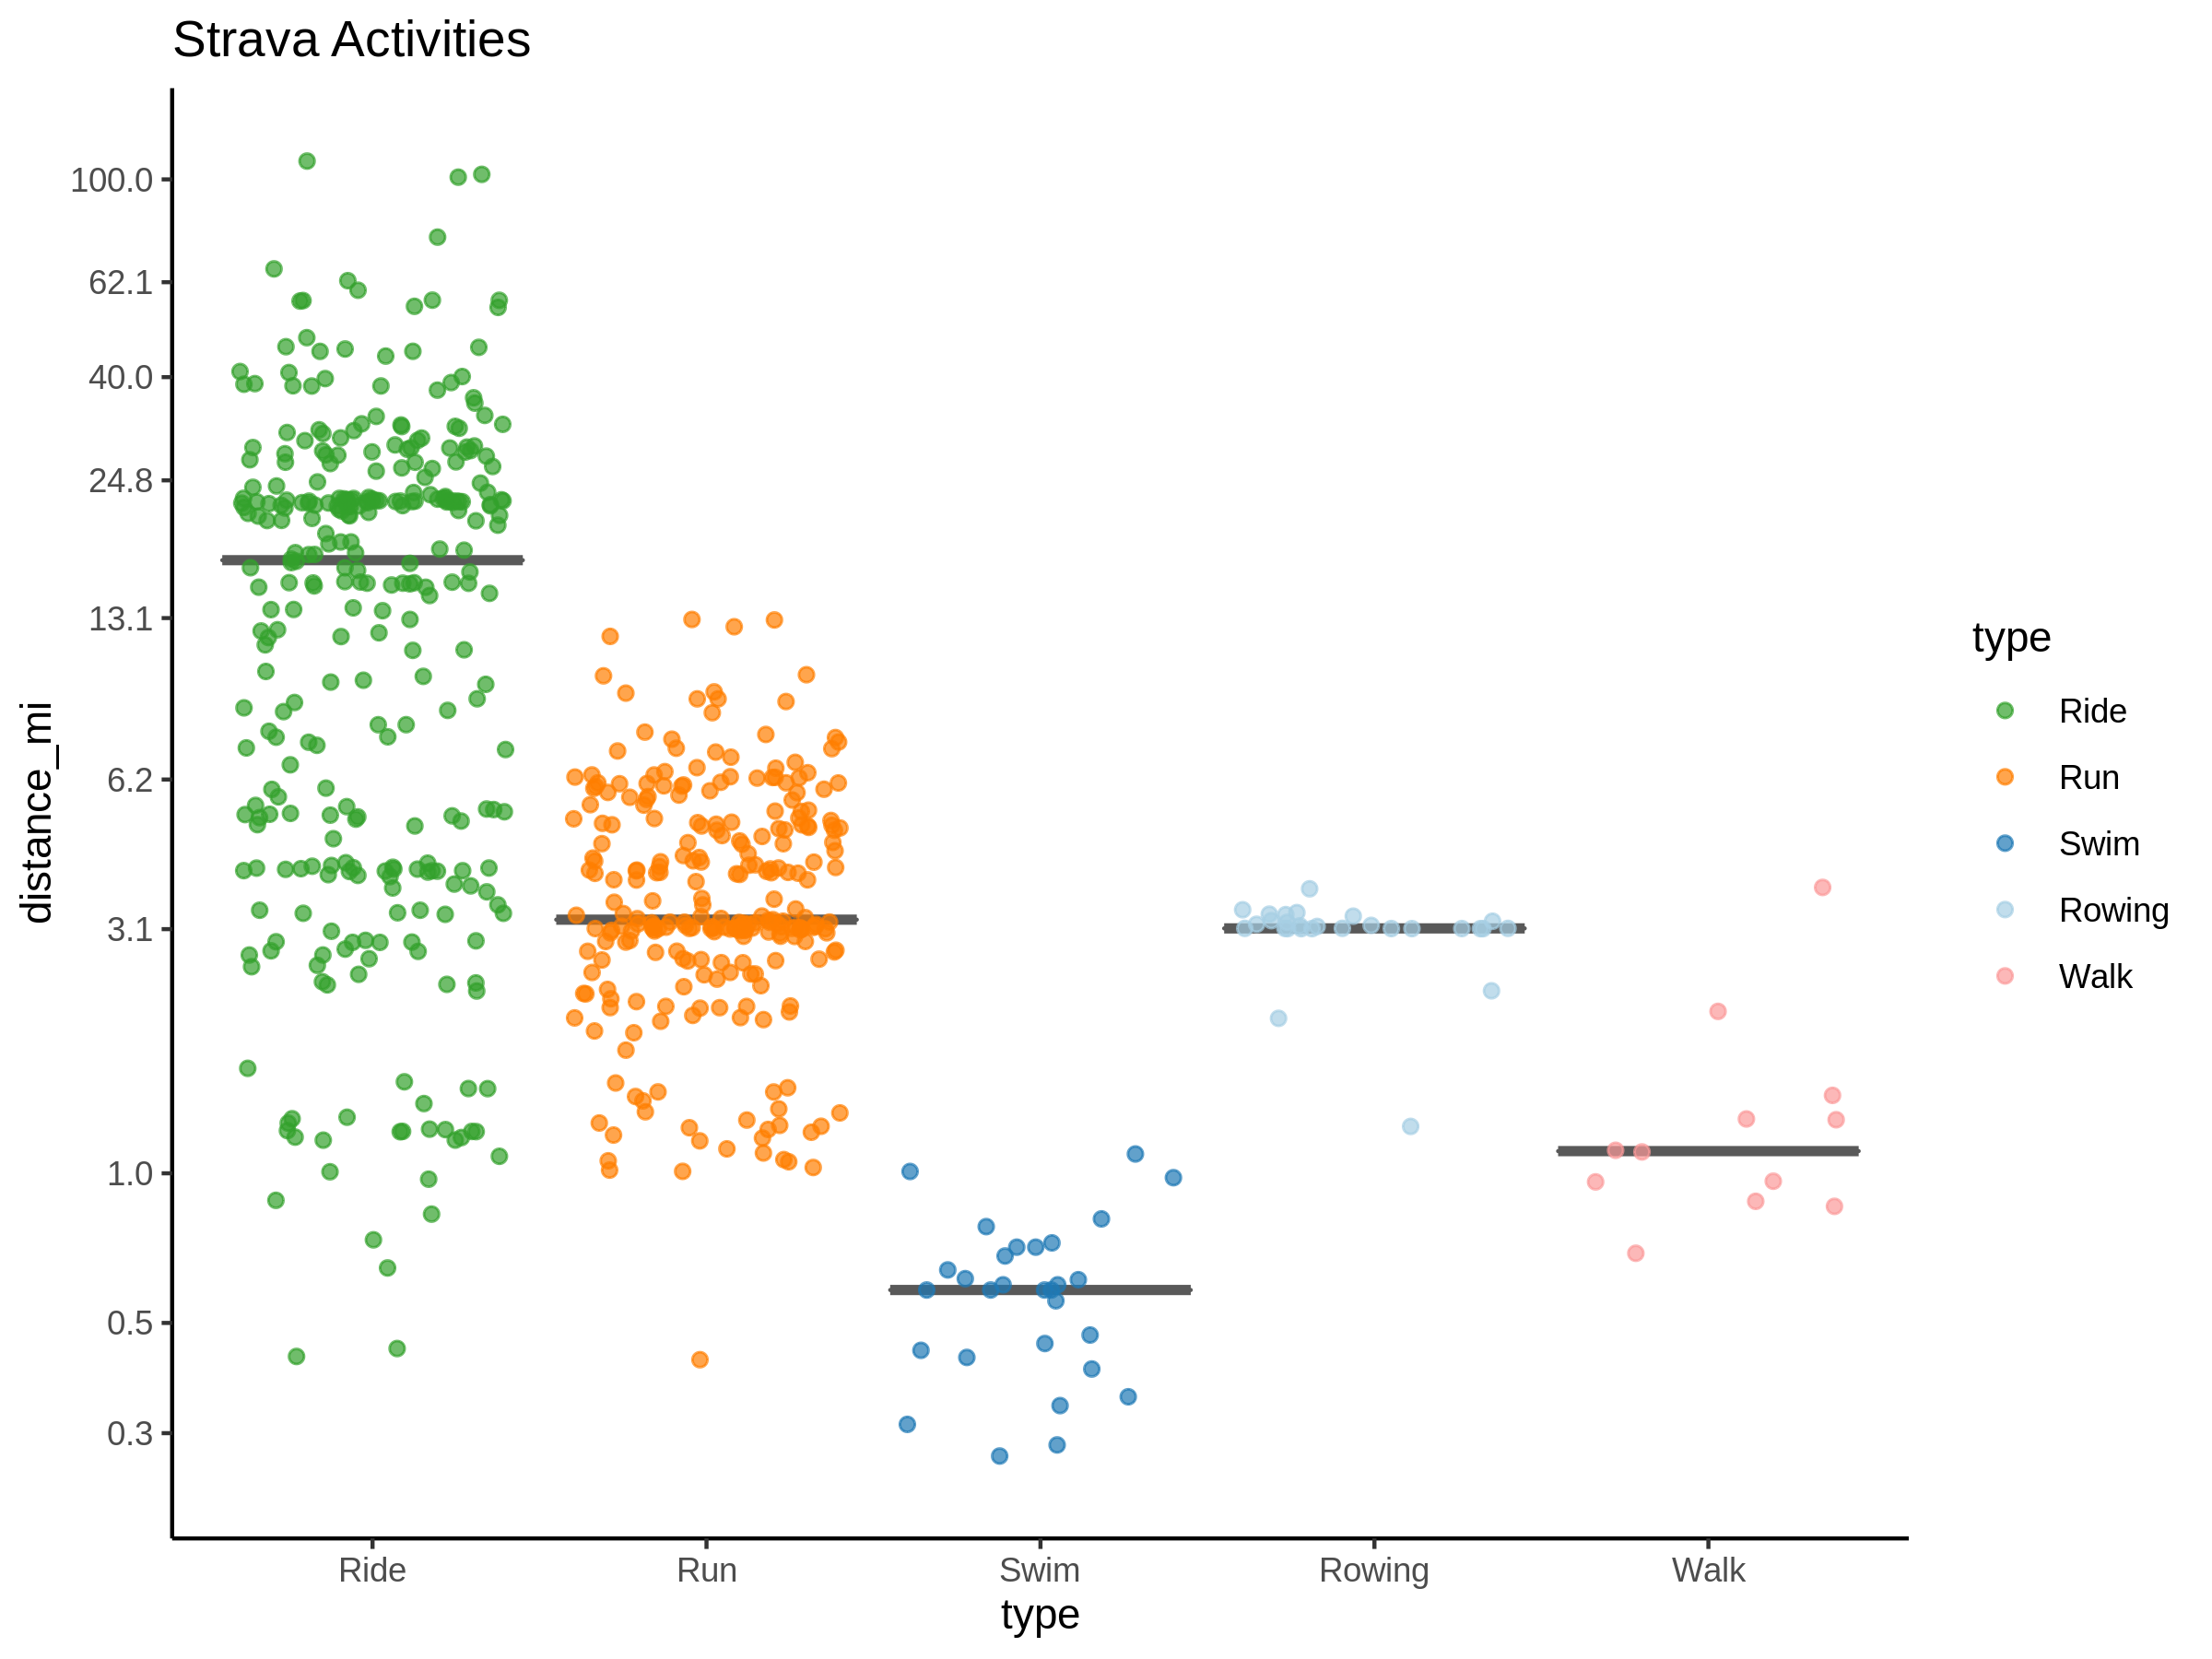 Strava Activities
distance_mi
100.0
62.1
40.0
24.8
13.1
6.2
3.1
1.0
0.5
0.3
Ride
Run
Swim
Rowing
Walk
type
type
Ride
Run
Swim
Rowing
Walk